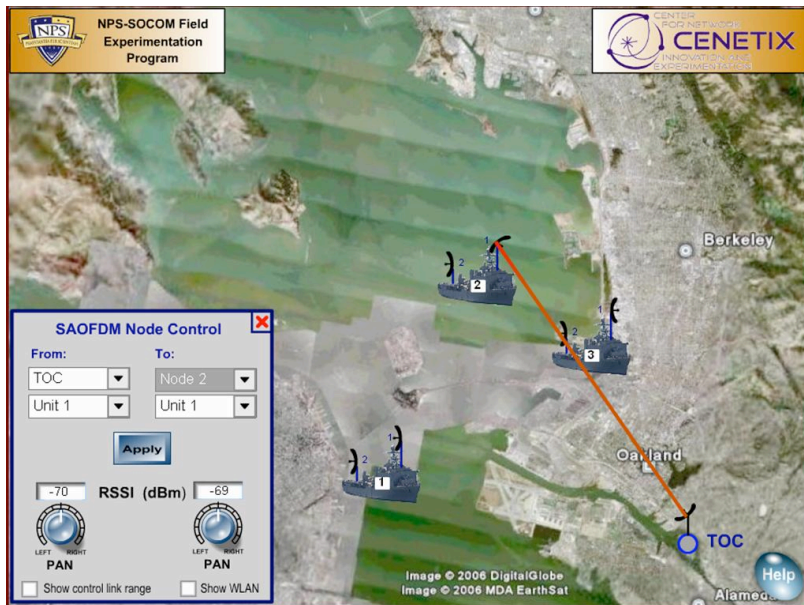 NPS
NPS-SOCOM Field
Experimentation
Program
CENTER
FOR NETWORK
CENETIX
INNOVATION AND
EXPERIMENTATION
Berkeley
1
2
2
1
2
3
Oakland
1
2
1
TOC
Alameda
Help
Image © 2006 DigitalGlobe
Image © 2006 MDA EarthSat
SAOFDM Node Control
From:
To:
TOC
Node 2
Unit 1
Unit 1
Apply
-70
RSSI (dBm)
-69
LEFT RIGHT
LEFT RIGHT
PAN
PAN
Show control link range
Show WLAN